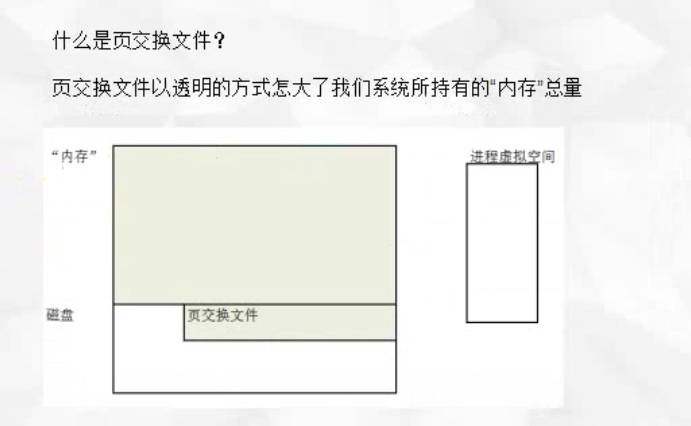 什么是页交换文件？
页交换文件以透明的方式怎大了我们系统所持有的“内存”总量
“内存”
进程虚拟空间
磁盘
页交换文件